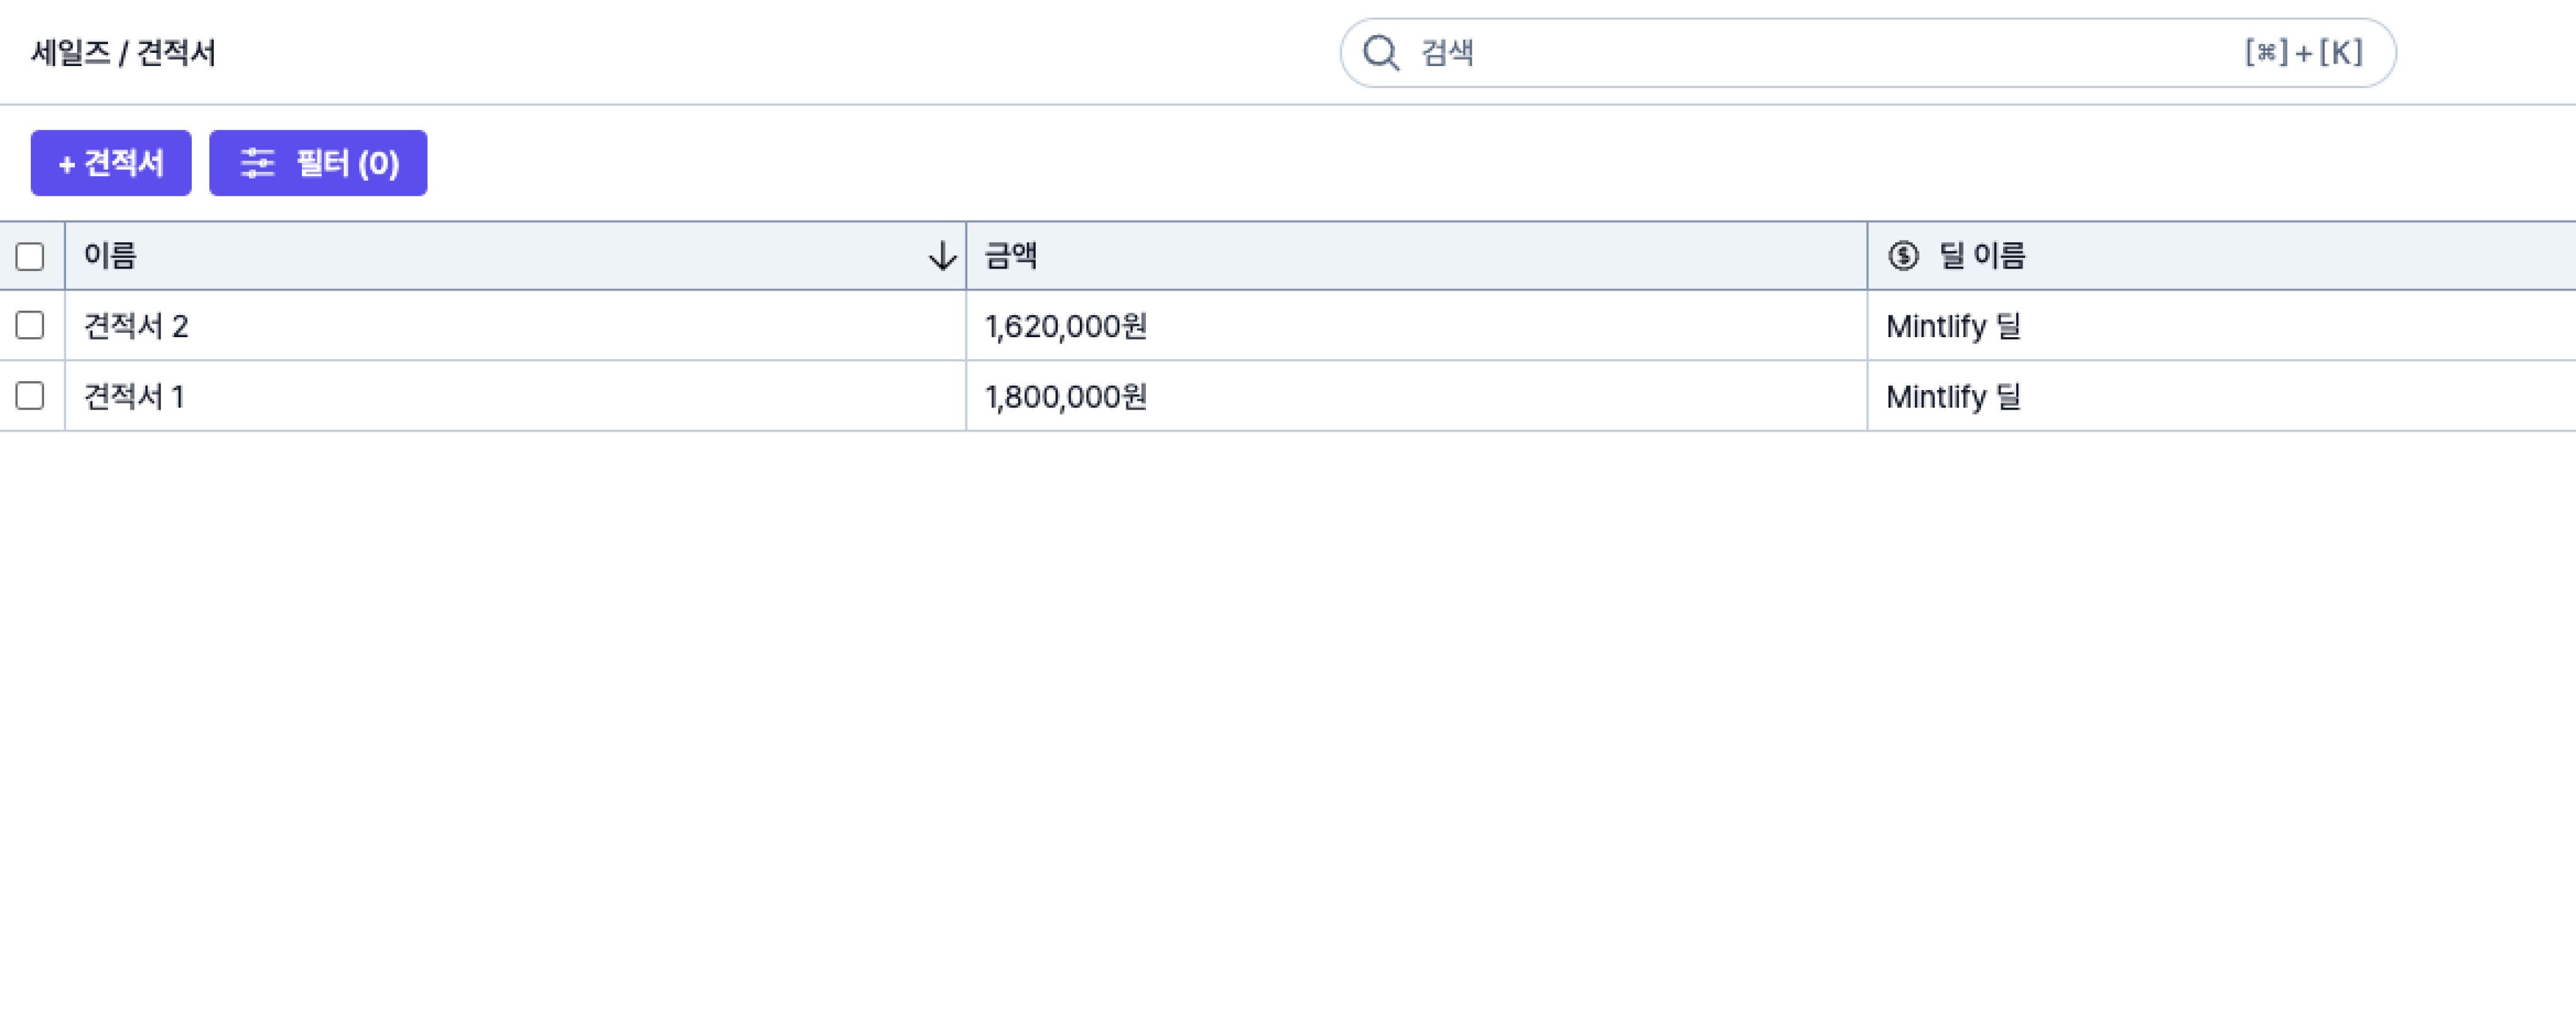 세일즈 / 견적서
검색 [⌘]+[K]
+ 견적서 필터 (0)
이름 금액 딜 이름
견적서 2 1,620,000원 Mintlify 딜
견적서 1 1,800,000원 Mintlify 딜